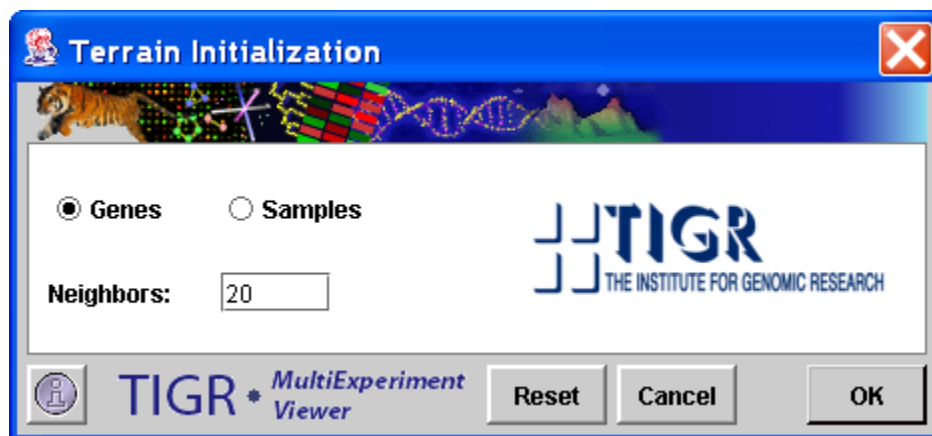 Terrain Initialization
Genes Samples
TIGR
THE INSTITUTE FOR GENOMIC RESEARCH
Neighbors: 20
TIGR MultiExperiment
Viewer
Reset Cancel OK